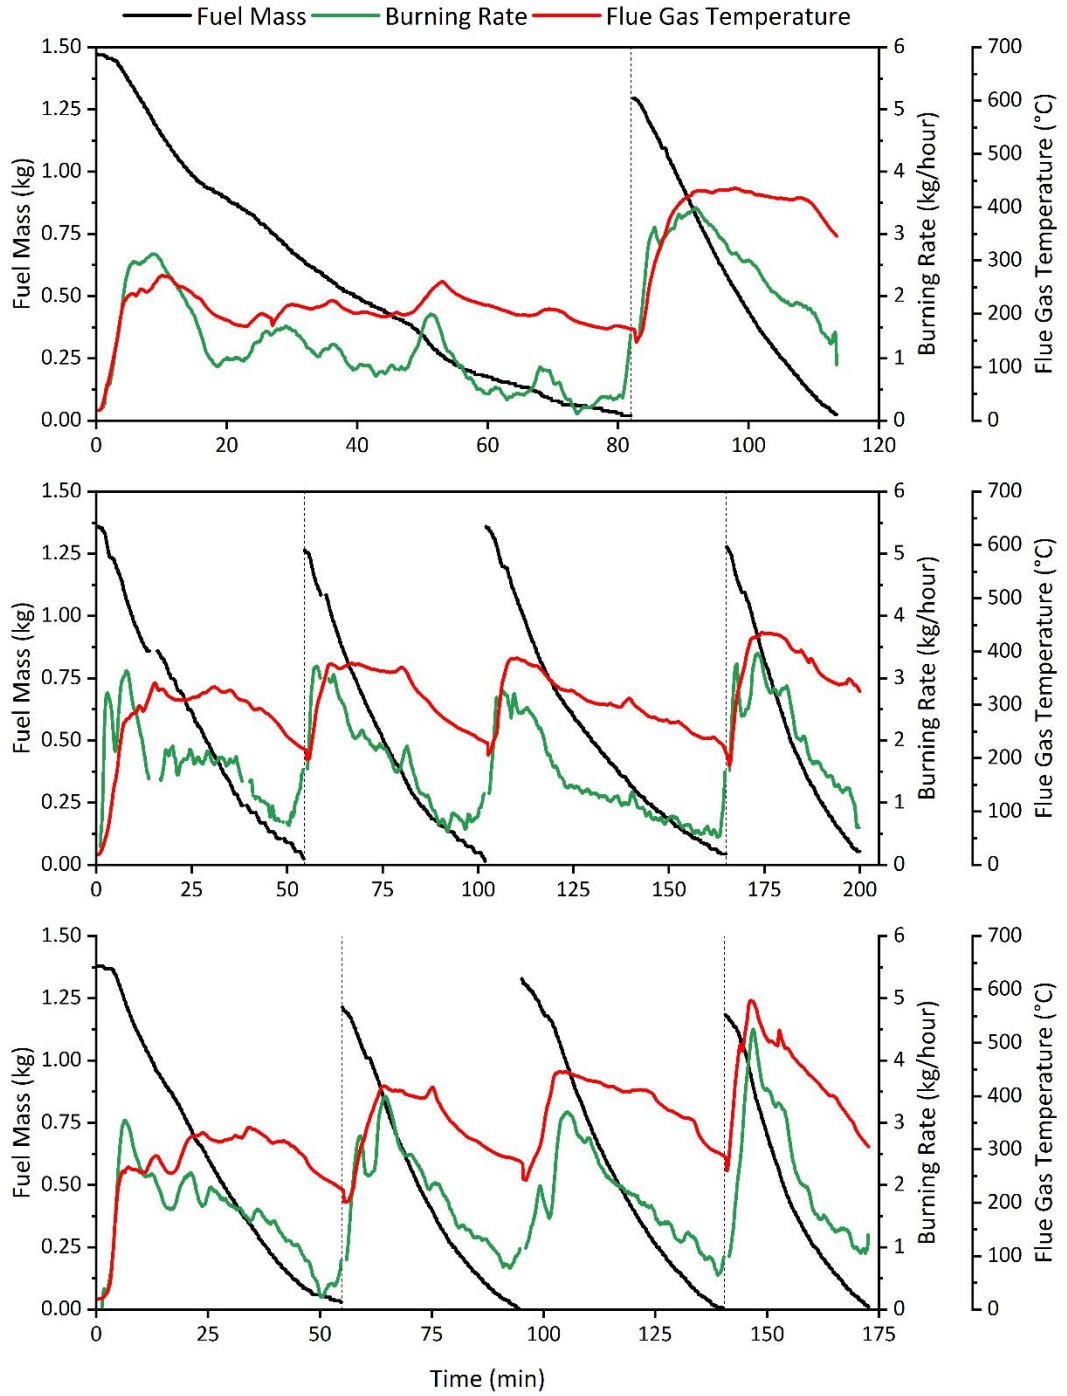 Fuel Mass Burning Rate Flue Gas Temperature
1.50 6 700
600
1.25 5
500
1.00 4
400
0.75 3
300
0.50 2
200
0.25 1
100
0.00 0 0
0 20 40 60 80 100 120
Fuel Mass (kg)
Burning Rate (kg/hour)
Flue Gas Temperature (°C)
1.50 6 700
600
1.25 5
500
1.00 4
400
0.75 3
300
0.50 2
200
0.25 1
100
0.00 0 0
0 25 50 75 100 125 150 175 200
Fuel Mass (kg)
Burning Rate (kg/hour)
Flue Gas Temperature (°C)
1.50 6 700
600
1.25 5
500
1.00 4
400
0.75 3
300
0.50 2
200
0.25 1
100
0.00 0 0
0 25 50 75 100 125 150 175
Fuel Mass (kg)
Burning Rate (kg/hour)
Flue Gas Temperature (°C)
Time (min)